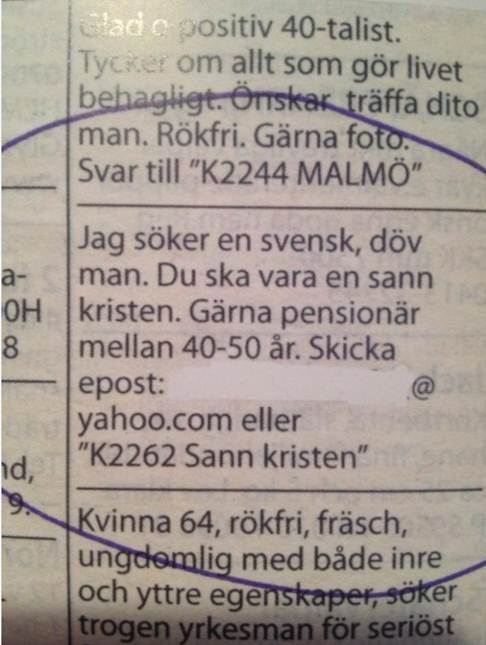 Glad o positiv 40-talist.
Tycker om allt som gör livet
behagligt. Önskar träffa dito
man. Rökfri. Gärna foto.
Svar till ”K2244 MALMÖ”
Jag söker en svensk, döv
man. Du ska vara en sann
kristen. Gärna pensionär
mellan 40-50 år. Skicka
epost: @
yahoo.com eller
”K2262 Sann kristen”
Kvinna 64, rökfri, fräsch,
ungdomlig med både inre
och yttre egenskaper, söker
trogen yrkesman för seriöst
a-
0H
8
nd,
9.